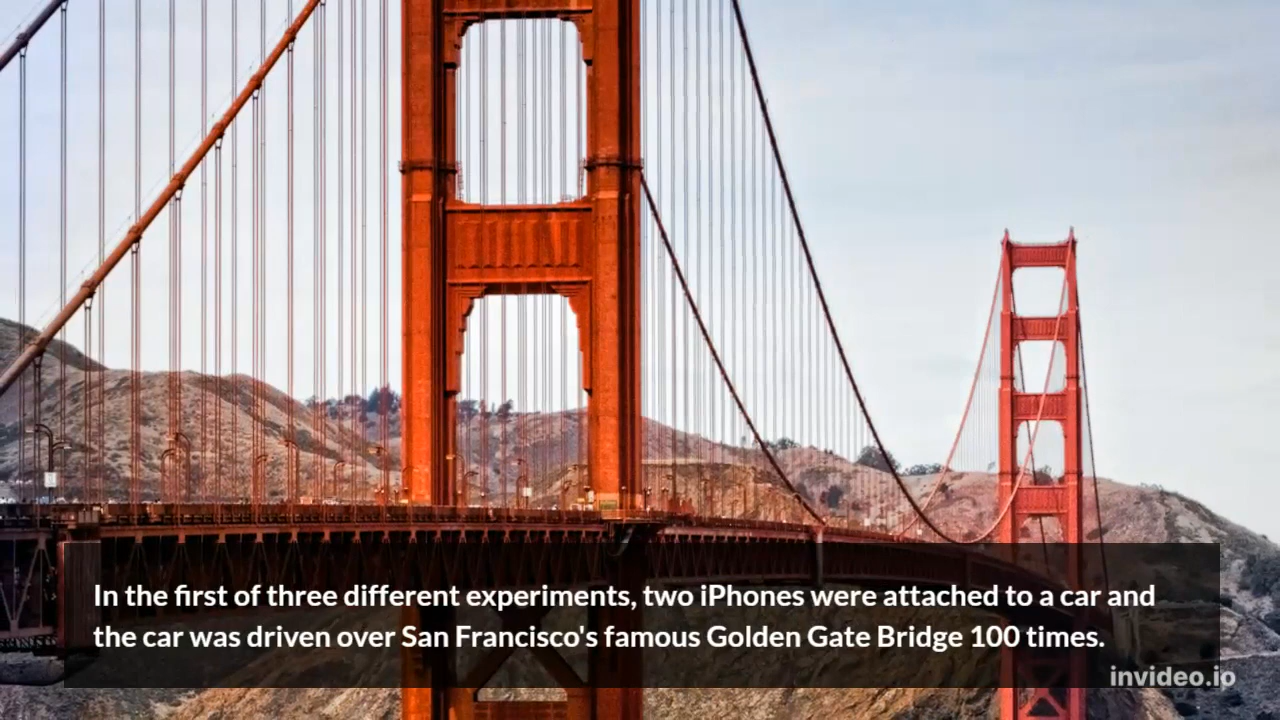 In the first of three different experiments, two iPhones were attached to a car and
the car was driven over San Francisco's famous Golden Gate Bridge 100 times.
invideo.io